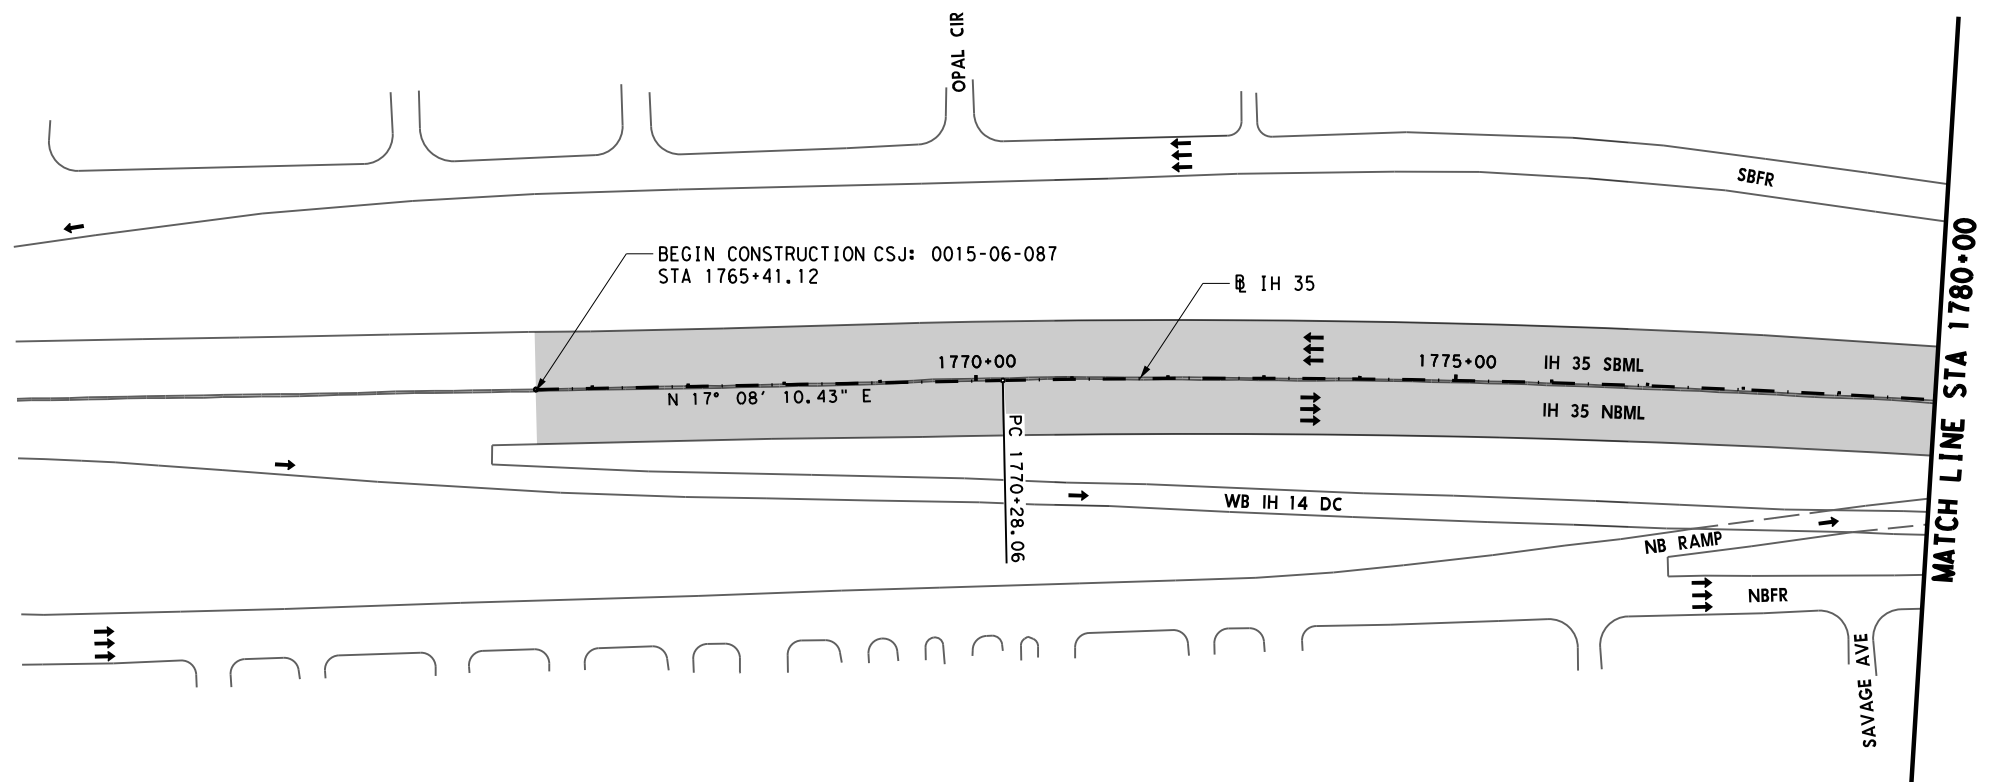 OPAL CIR
SBFR
BEGIN CONSTRUCTION CSJ: 0015-06-087
STA 1765+41.12
℄ IH 35
1770+00
1775+00
IH 35 SBML
N 17° 08' 10.43" E
IH 35 NBML
PC 1770+28.06
WB IH 14 DC
NB RAMP
NBFR
SAVAGE AVE
MATCH LINE STA 1780+00